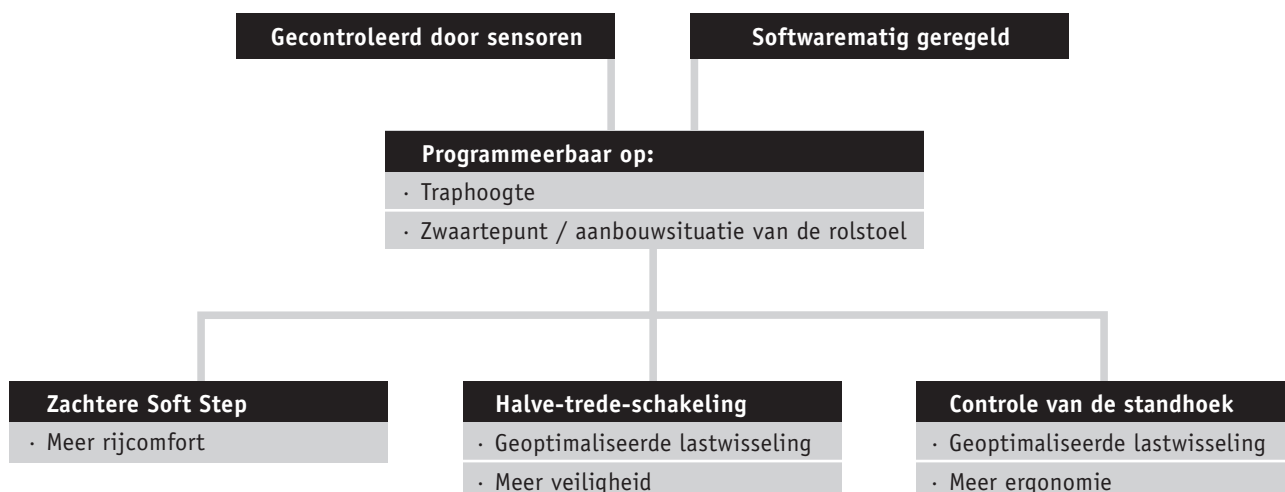 Gecontroleerd door sensoren
Softwarematig geregeld
Programmeerbaar op:
· Traphoogte
· Zwaartepunt / aanbouwsituatie van de rolstoel
Zachtere Soft Step
· Meer rijcomfort
Halve-trede-schakeling
· Geoptimaliseerde lastwisseling
· Meer veiligheid
Controle van de standhoek
· Geoptimaliseerde lastwisseling
· Meer ergonomie